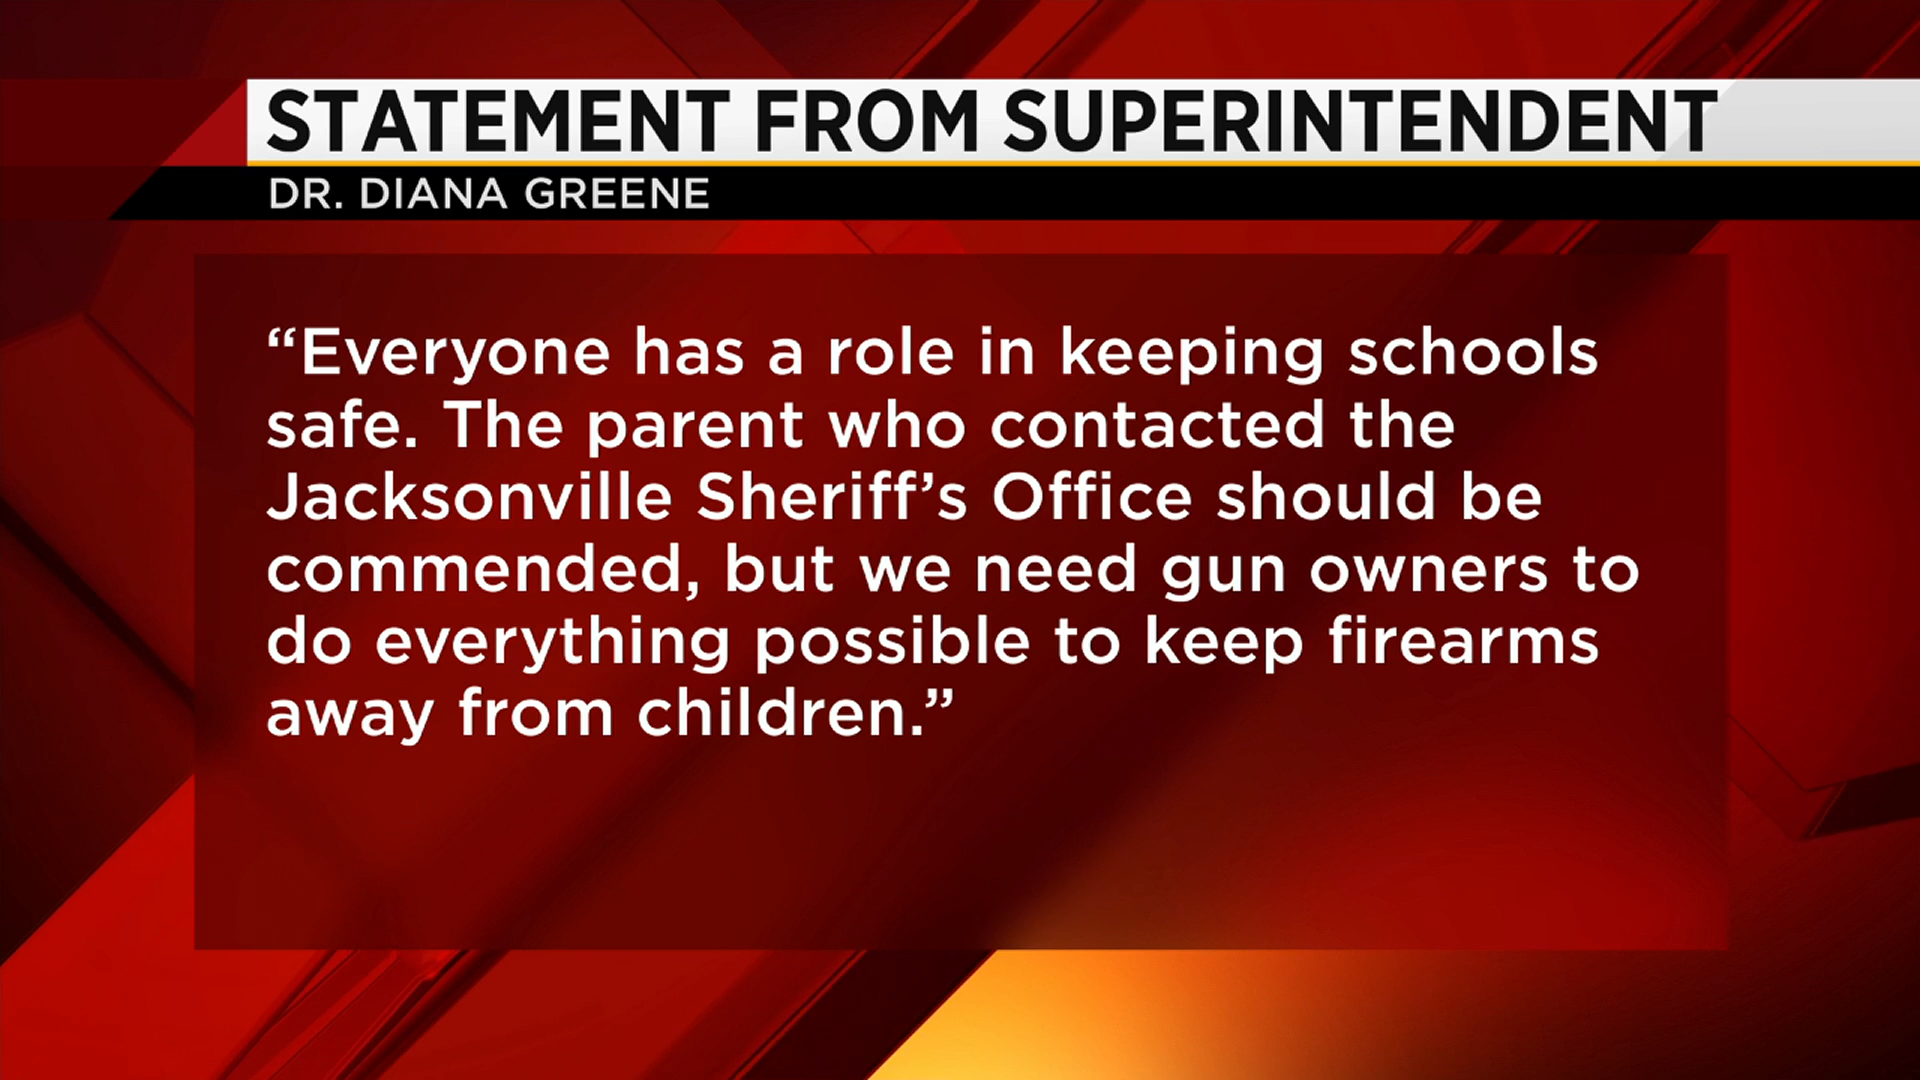 STATEMENT FROM SUPERINTENDENT
DR. DIANA GREENE
“Everyone has a role in keeping schools
safe. The parent who contacted the
Jacksonville Sheriff’s Office should be
commended, but we need gun owners to
do everything possible to keep firearms
away from children.”